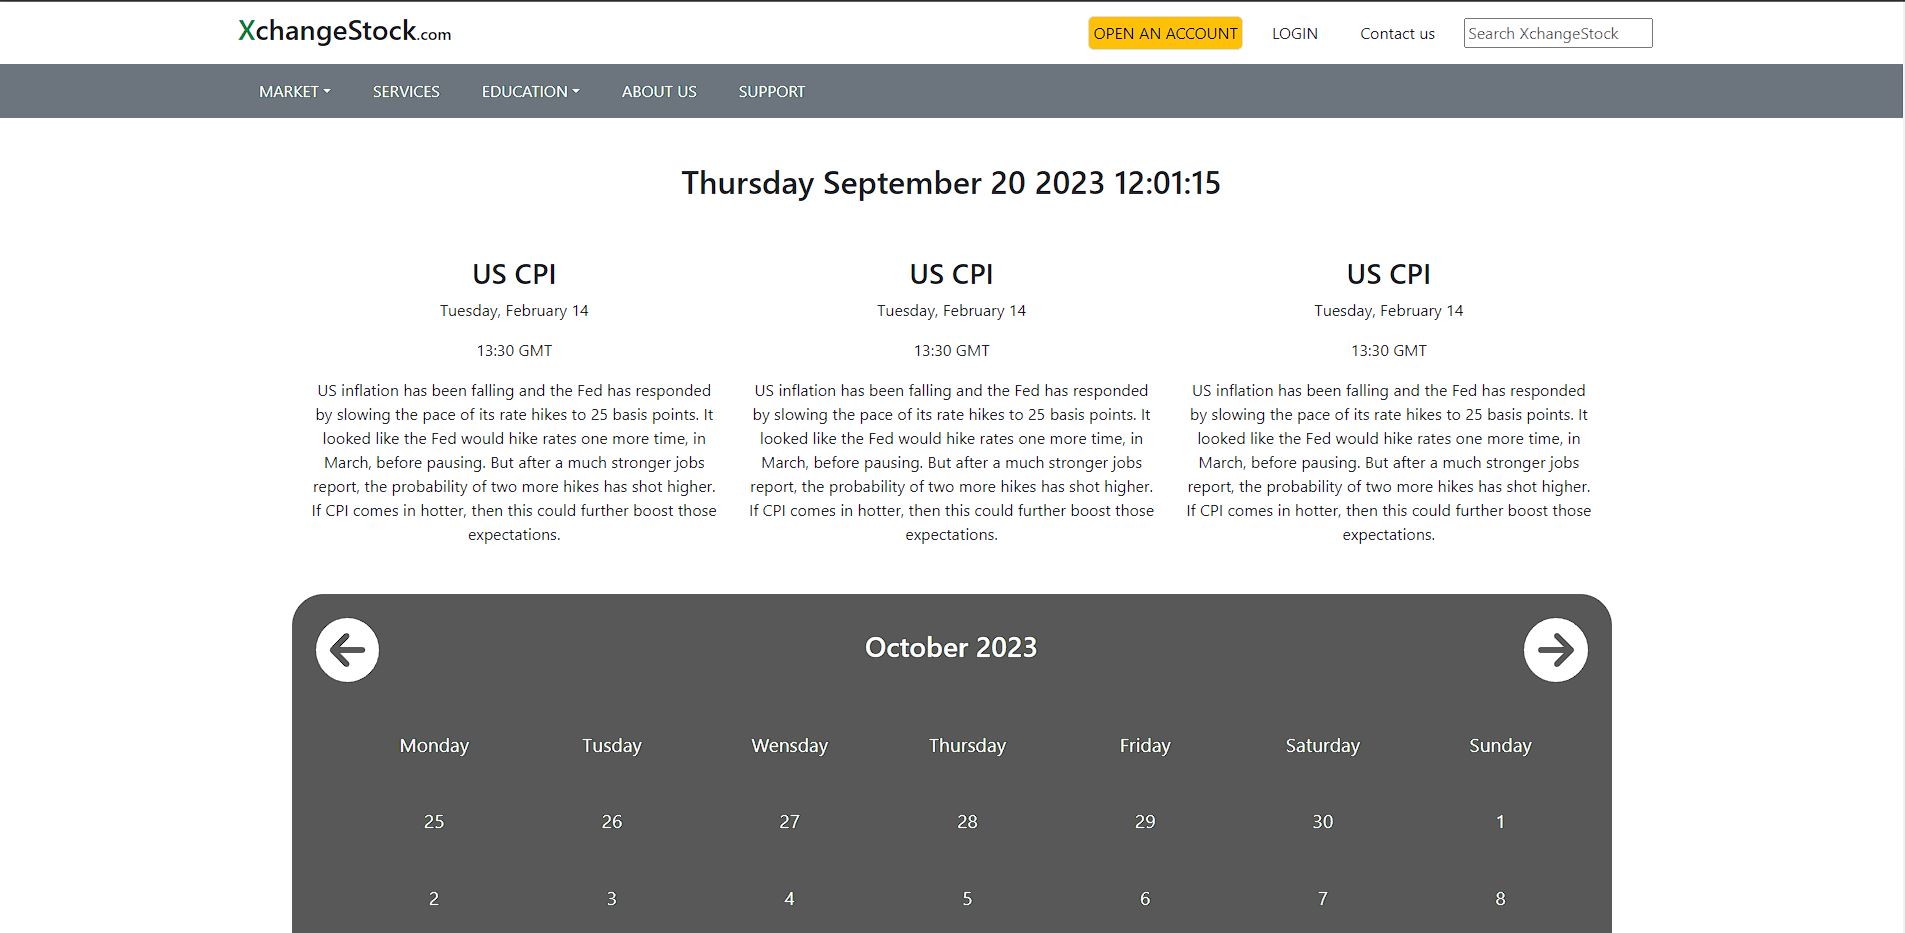 XchangeStock.com
OPEN AN ACCOUNT LOGIN Contact us Search XchangeStock
MARKET SERVICES EDUCATION ABOUT US SUPPORT
Thursday September 20 2023 12:01:15
US CPI
Tuesday, February 14
13:30 GMT
US inflation has been falling and the Fed has responded
by slowing the pace of its rate hikes to 25 basis points. It
looked like the Fed would hike rates one more time, in
March, before pausing. But after a much stronger jobs
report, the probability of two more hikes has shot higher.
If CPI comes in hotter, then this could further boost those
expectations.
US CPI
Tuesday, February 14
13:30 GMT
US inflation has been falling and the Fed has responded
by slowing the pace of its rate hikes to 25 basis points. It
looked like the Fed would hike rates one more time, in
March, before pausing. But after a much stronger jobs
report, the probability of two more hikes has shot higher.
If CPI comes in hotter, then this could further boost those
expectations.
US CPI
Tuesday, February 14
13:30 GMT
US inflation has been falling and the Fed has responded
by slowing the pace of its rate hikes to 25 basis points. It
looked like the Fed would hike rates one more time, in
March, before pausing. But after a much stronger jobs
report, the probability of two more hikes has shot higher.
If CPI comes in hotter, then this could further boost those
expectations.
October 2023
Monday Tusday Wensday Thursday Friday Saturday Sunday
25 26 27 28 29 30 1
2 3 4 5 6 7 8